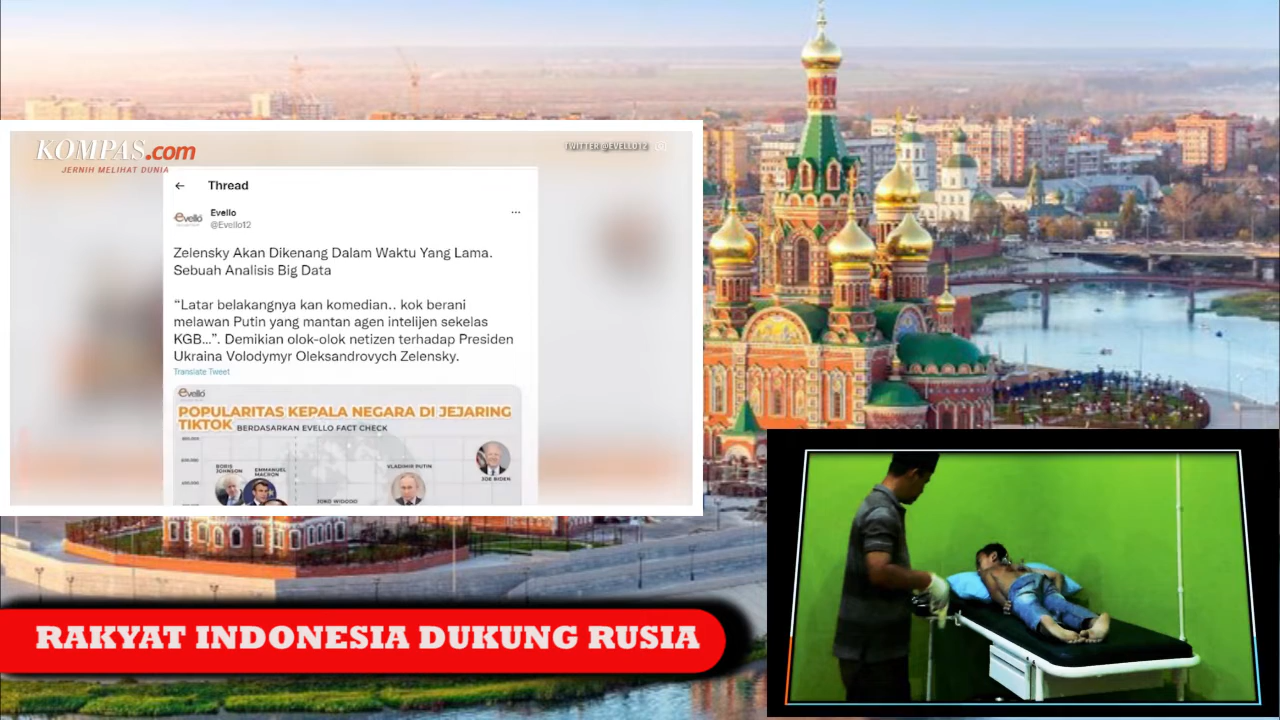 KOMPAS.com
JERNIH MELIHAT DUNIA
TWITTER @EVELLO12
Thread
Evello
Evello
@Evello12
Zelensky Akan Dikenang Dalam Waktu Yang Lama.
Sebuah Analisis Big Data
“Latar belakangnya kan komedian.. kok berani
melawan Putin yang mantan agen intelijen sekelas
KGB…”. Demikian olok-olok netizen terhadap Presiden
Ukraina Volodymyr Oleksandrovych Zelensky.
Translate Tweet
Evello
POPULARITAS KEPALA NEGARA DI JEJARING
TIKTOK BERDASARKAN EVELLO FACT CHECK
BORIS
JOHNSON
EMMANUEL
MACRON
VLADIMIR PUTIN
JOE BIDEN
JOKO WIDODO
RAKYAT INDONESIA DUKUNG RUSIA